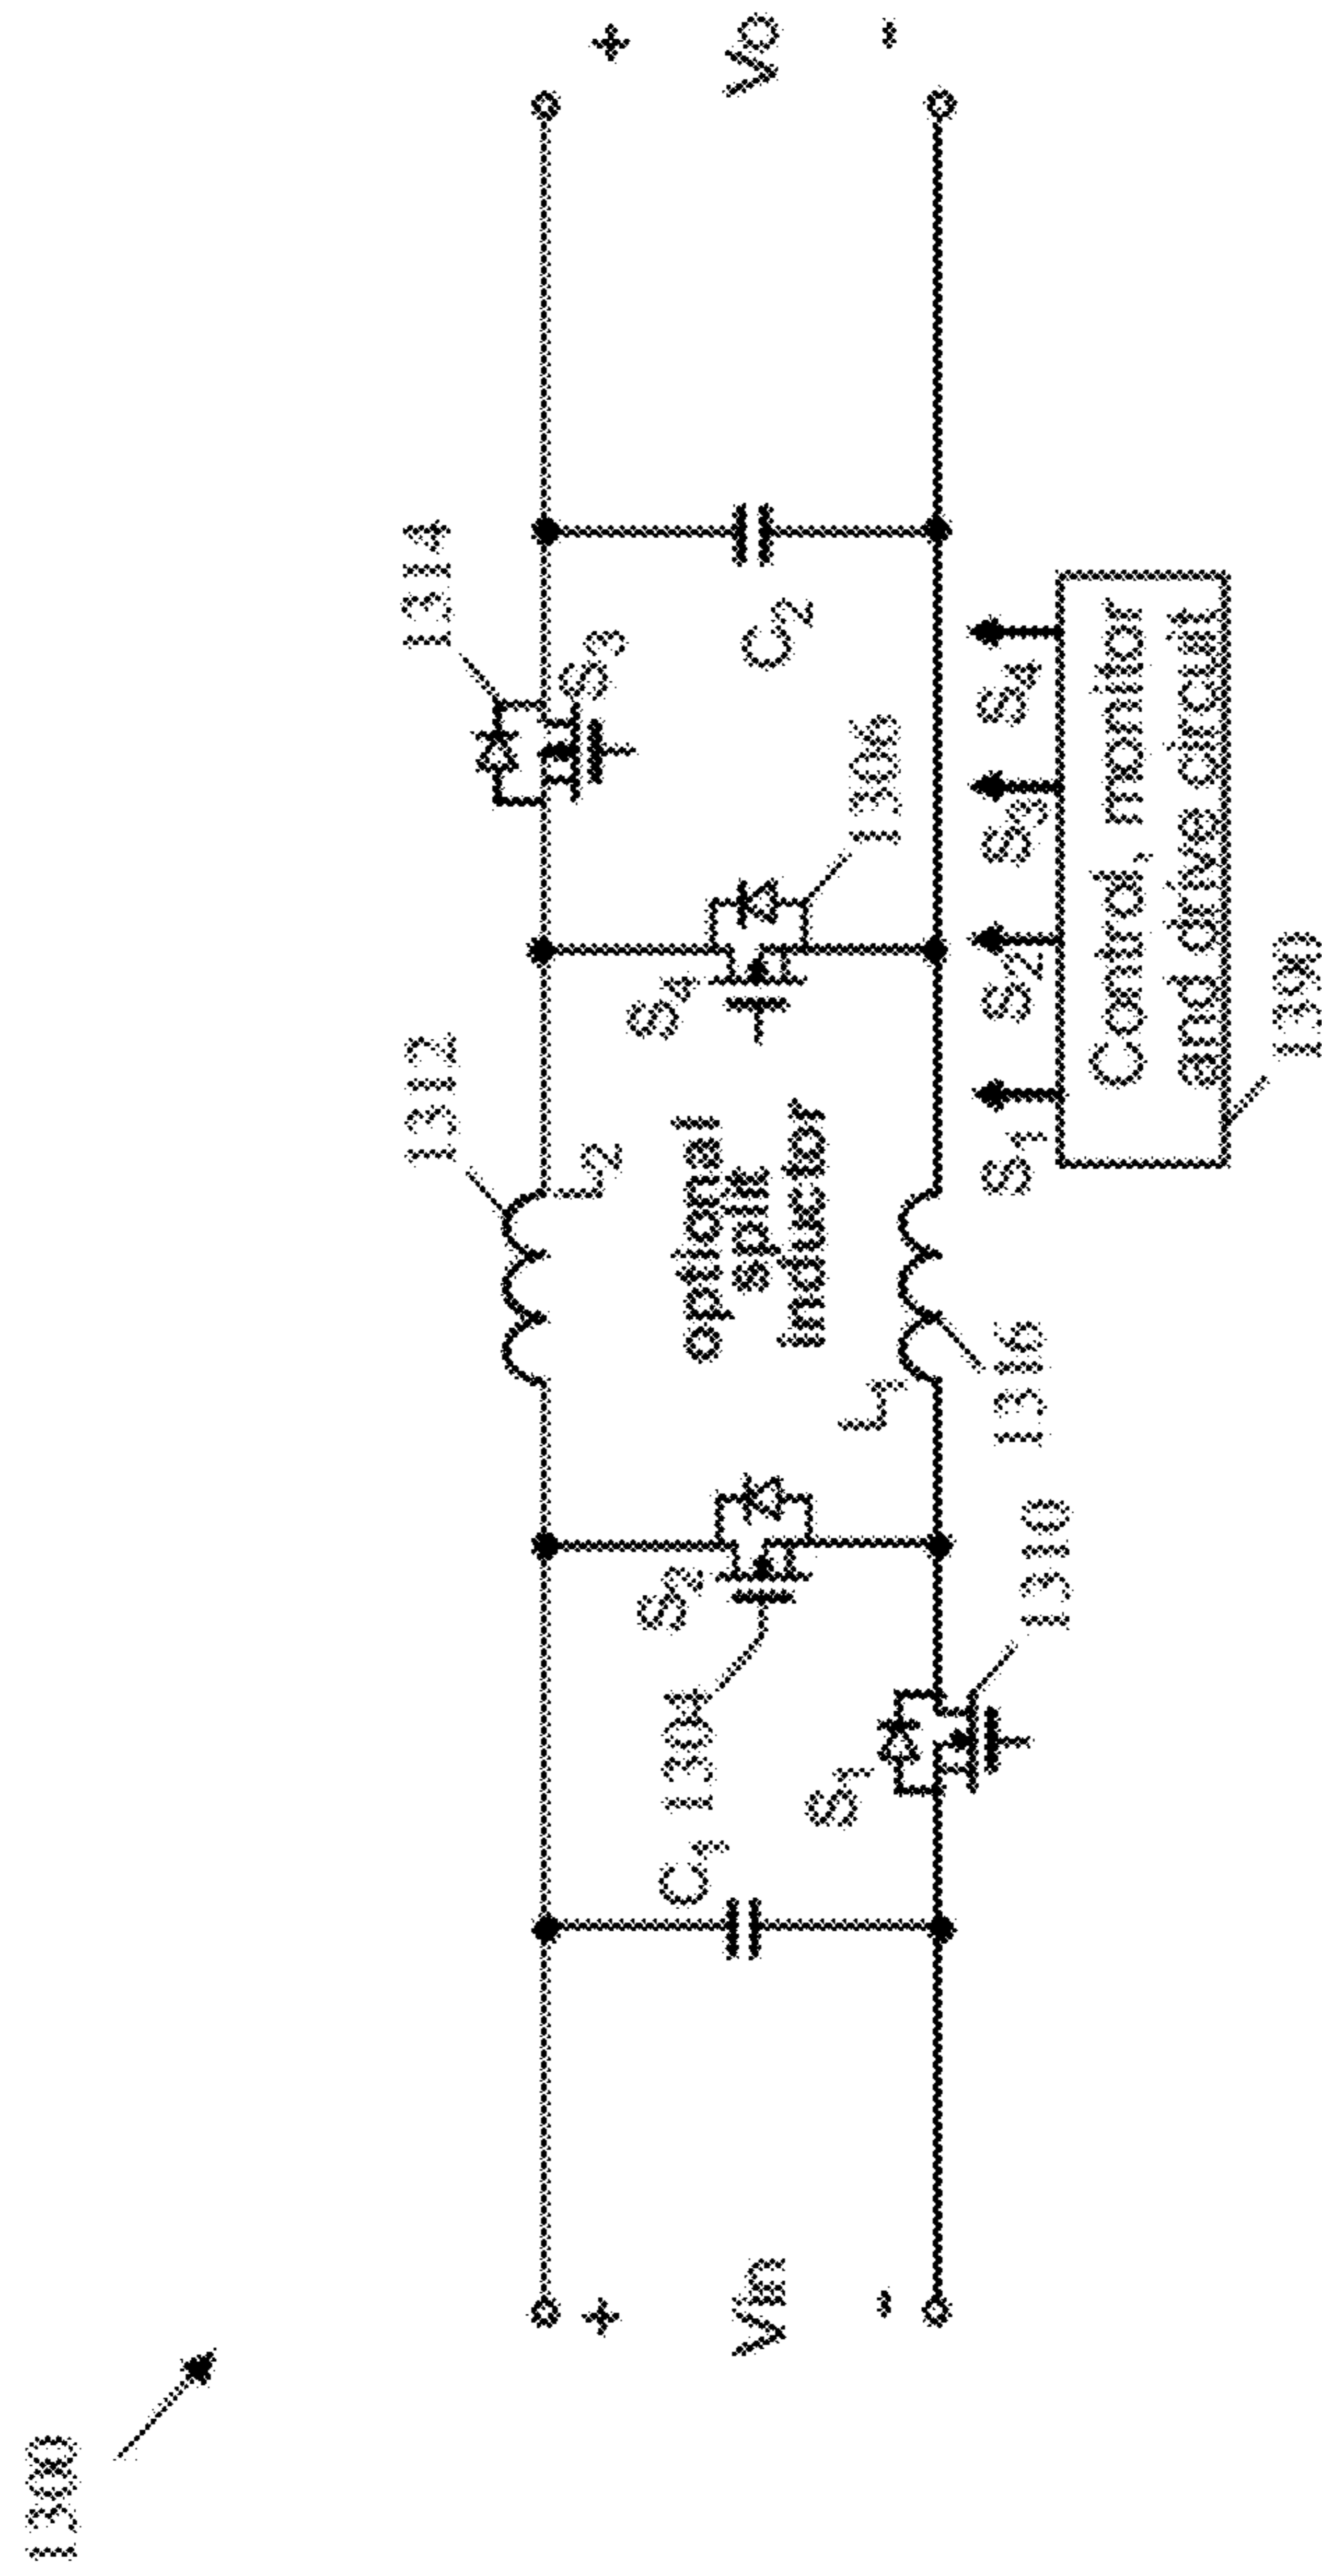 1300
1312
1314
L2
S3
+
+
C1
1304
S2
optional
split
inductor
S4
C2
Vin
Vo
S1
L1
1306
-
-
1310
1316
S1
S2
S3
S4
Control, monitor
and drive circuit
1390